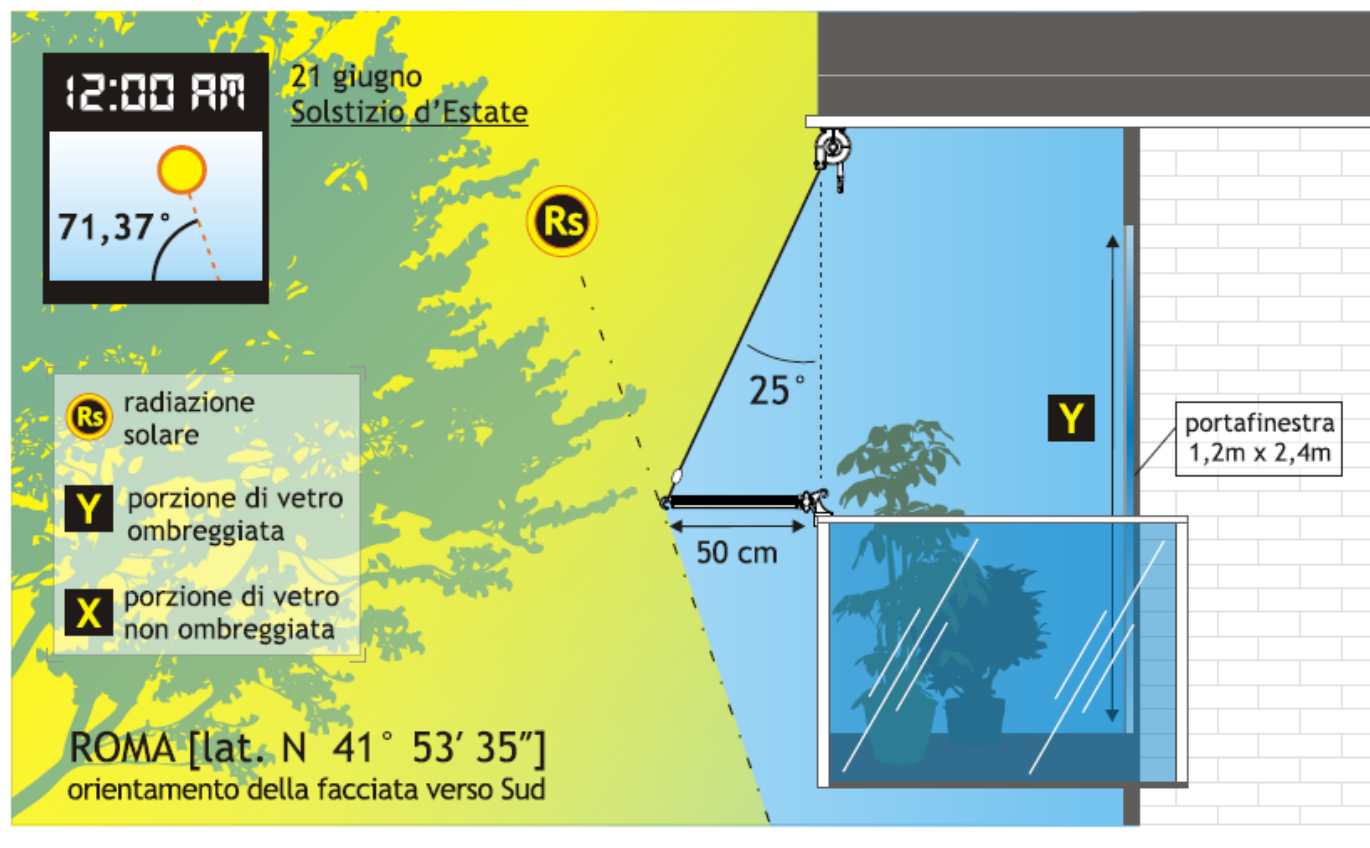 12:00 AM
21 giugno
Solstizio d'Estate
71,37°
Rs
25°
Rs
radiazione
solare
Y
portafinestra
1,2m x 2,4m
Y
porzione di vetro
ombreggiata
50 cm
X
porzione di vetro
non ombreggiata
ROMA [lat. N 41° 53' 35"]
orientamento della facciata verso Sud